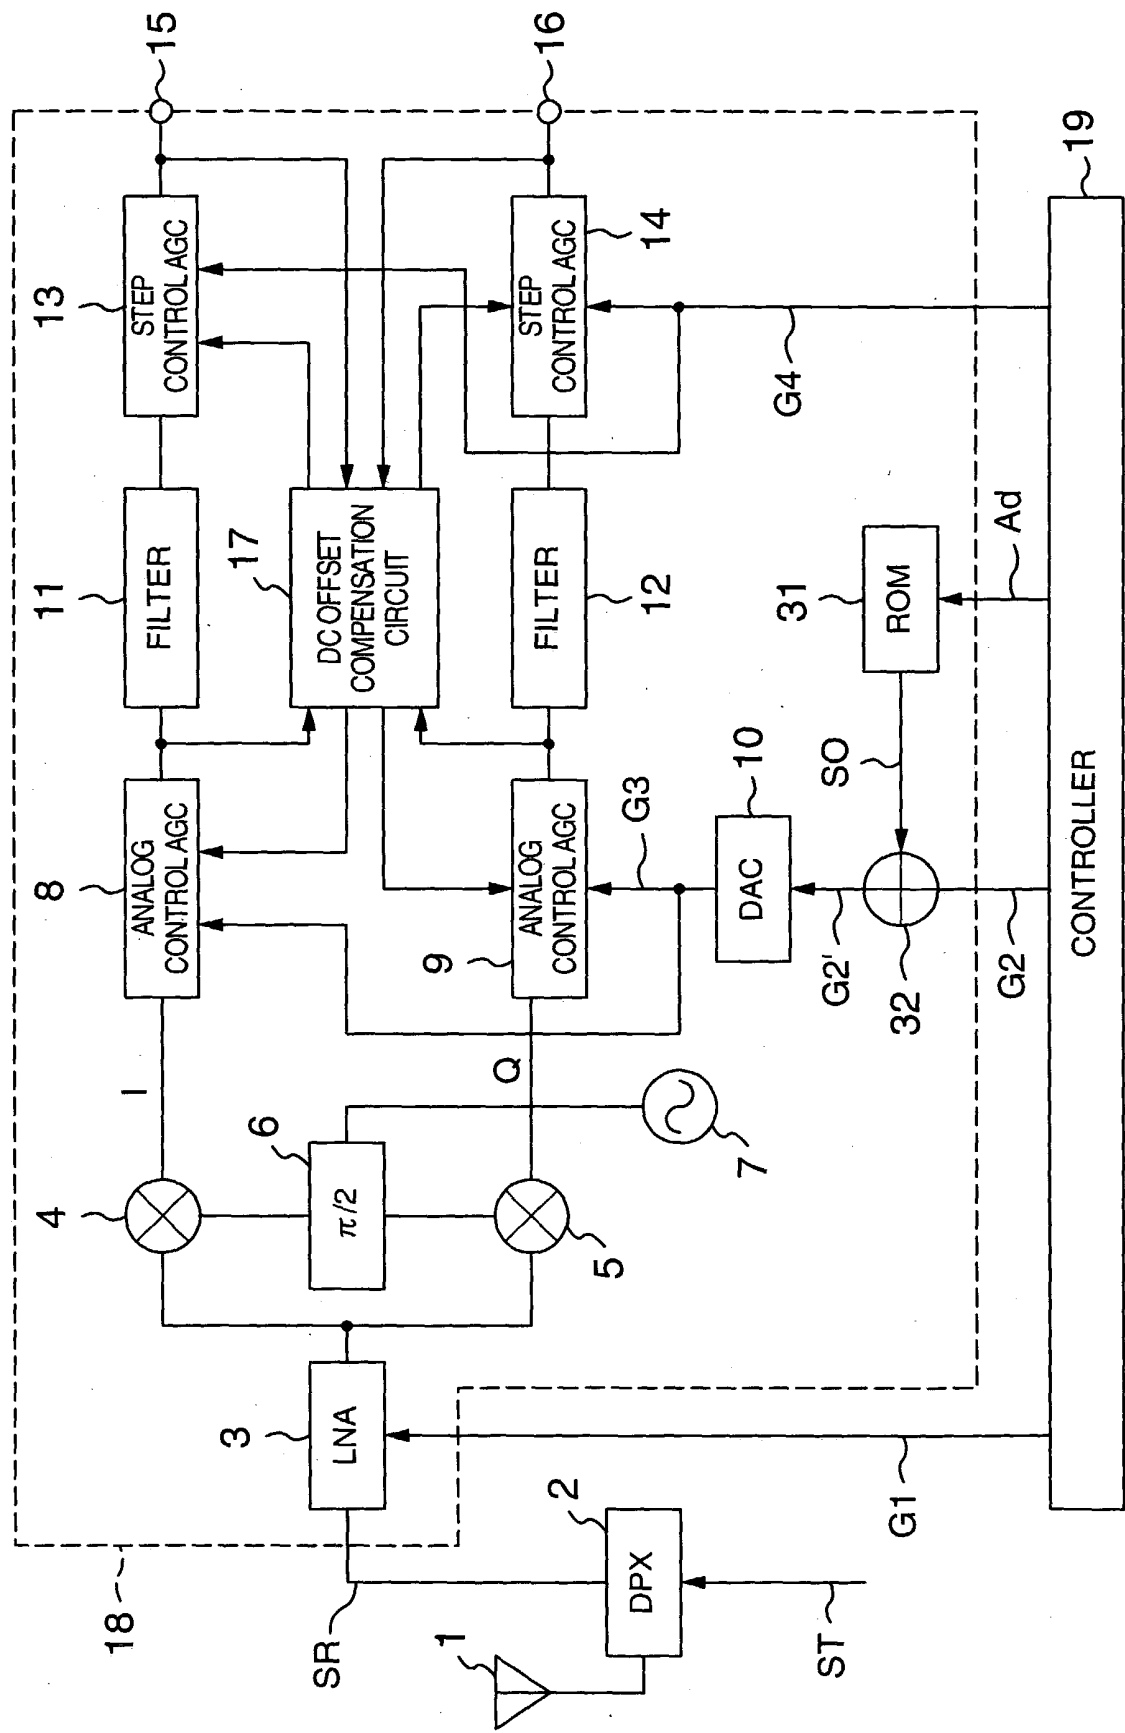 18
SR
1
2
DPX
ST
3
LNA
G1
4
I
6
π/2
5
Q
7
8
ANALOG
CONTROL AGC
9
ANALOG
CONTROL AGC
G3
10
DAC
G2'
32
G2
SO
31
ROM
Ad
11
FILTER
17
DC OFFSET
COMPENSATION
CIRCUIT
FILTER
12
13
STEP
CONTROL AGC
STEP
CONTROL AGC
14
G4
15
16
19
CONTROLLER